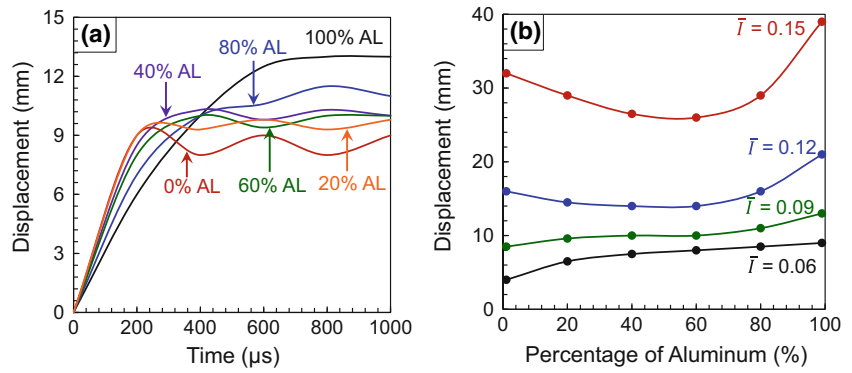 (a)
15
12
9
6
3
0
Displacement (mm)
100% AL
80% AL
40% AL
0% AL
60% AL
20% AL
0 200 400 600 800 1000
Time (μs)
(b)
40
30
20
10
0
Displacement (mm)
Ī = 0.15
Ī = 0.12
Ī = 0.09
Ī = 0.06
0 20 40 60 80 100
Percentage of Aluminum (%)